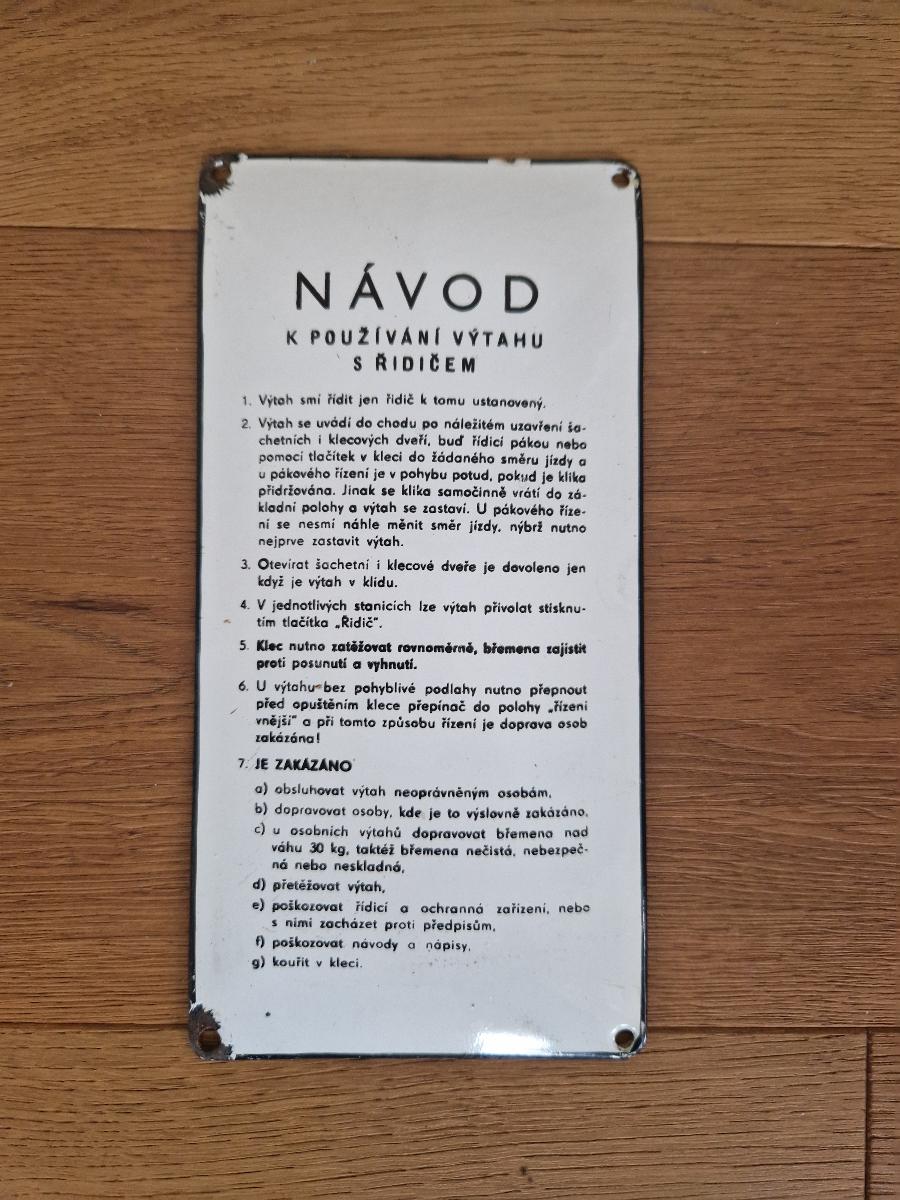 NÁVOD
K POUŽÍVÁNÍ VÝTAHU
S ŘIDIČEM
1. Výtah smí řídit jen řidič k tomu ustanovený.
2. Výtah se uvádí do chodu po náležitém uzavření ša-
chetních i klecových dveří, buď řídicí pákou nebo
pomocí tlačítek v kleci do žádaného směru jízdy a
u pákového řízení je v pohybu potud, pokud je klika
přidržována. Jinak se klika samočinně vrátí do zá-
kladní polohy a výtah se zastaví. U pákového říze-
ní se nesmí náhle měnit směr jízdy, nýbrž nutno
nejprve zastavit výtah.
3. Otevírat šachetní i klecové dveře je dovoleno jen
když je výtah v klidu.
4. V jednotlivých stanicích lze výtah přivolat stisknu-
tím tlačítka „Řidič“.
5. Klec nutno zatěžovat rovnoměrně, břemena zajistit
proti posunutí a vyhnutí.
6. U výtahu bez pohyblivé podlahy nutno přepnout
před opuštěním klece přepínač do polohy „řízení
vnější“ a při tomto způsobu řízení je doprava osob
zakázána!
7. JE ZAKÁZÁNO
a) obsluhovat výtah neoprávněným osobám,
b) dopravovat osoby, kde je to výslovně zakázáno,
c) u osobních výtahů dopravovat břemena nad
váhu 30 kg, taktéž břemena nečistá, nebezpeč-
ná nebo neskladná,
d) přetěžovat výtah,
e) poškozovat řídicí a ochranná zařízení, nebo
s nimi zacházet proti předpisům,
f) poškozovat návody a nápisy,
g) kouřit v kleci.